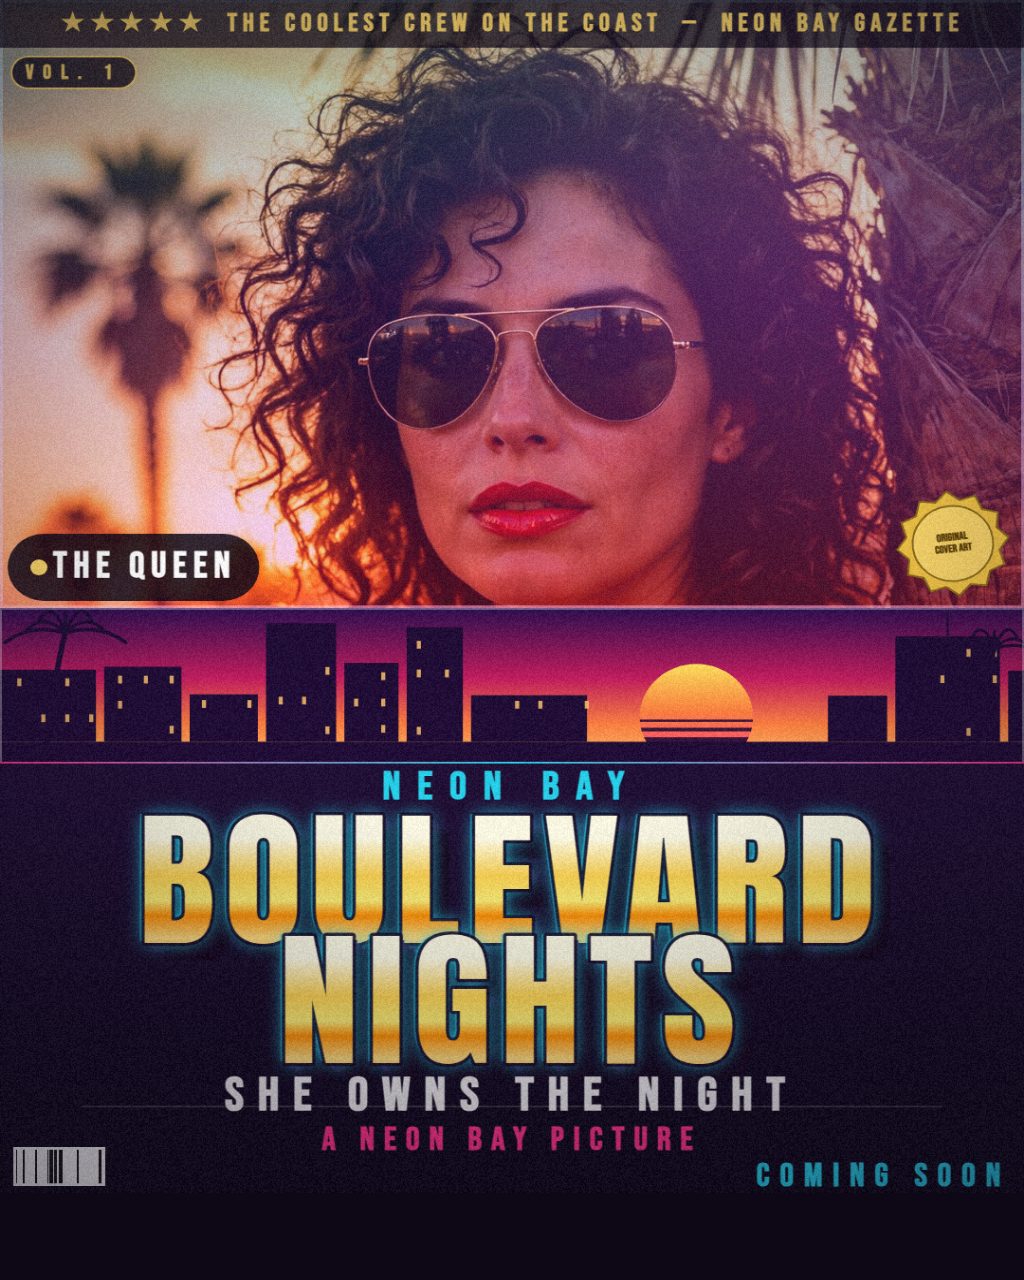 ★★★★★ THE COOLEST CREW ON THE COAST — NEON BAY GAZETTE
VOL. 1
THE QUEEN
ORIGINAL
COVER ART
NEON BAY
BOULEVARD
NIGHTS
SHE OWNS THE NIGHT
A NEON BAY PICTURE
COMING SOON